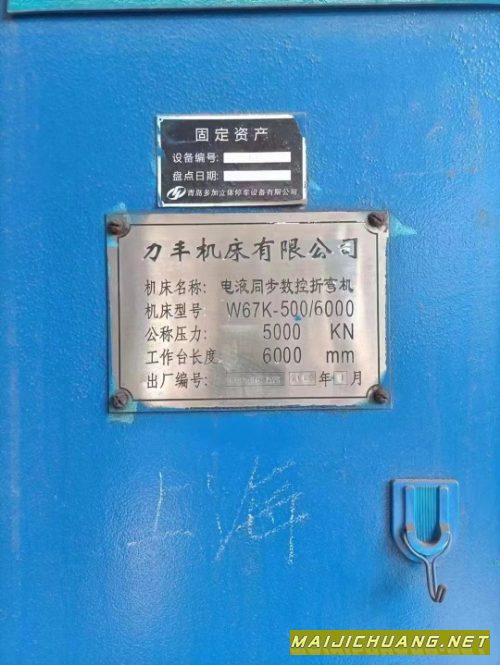 固定资产
设备编号:
盘点日期:
青岛多加立体停车设备有限公司
力丰机床有限公司
机床名称: 电液同步数控折弯机
机床型号: W67K-500/6000
公称压力: 5000 KN
工作台长度: 6000 mm
出厂编号: 年 月
上海
MAIJICHUANG.NET